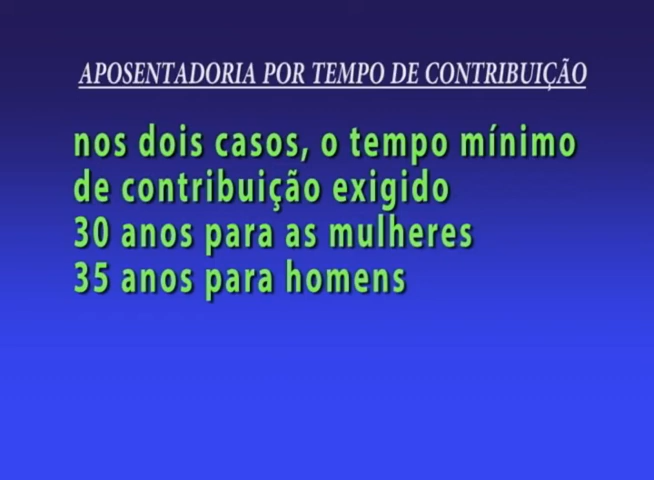 APOSENTADORIA POR TEMPO DE CONTRIBUIÇÃO
nos dois casos, o tempo mínimo
de contribuição exigido
30 anos para as mulheres
35 anos para homens